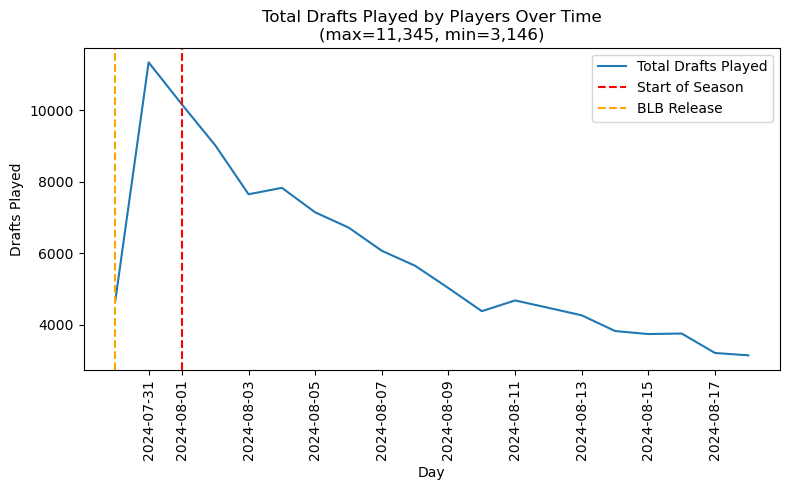 Total Drafts Played by Players Over Time
(max=11,345, min=3,146)
Total Drafts Played
Start of Season
BLB Release
Drafts Played
10000
8000
6000
4000
2024-07-31
2024-08-01
2024-08-03
2024-08-05
2024-08-07
2024-08-09
2024-08-11
2024-08-13
2024-08-15
2024-08-17
Day